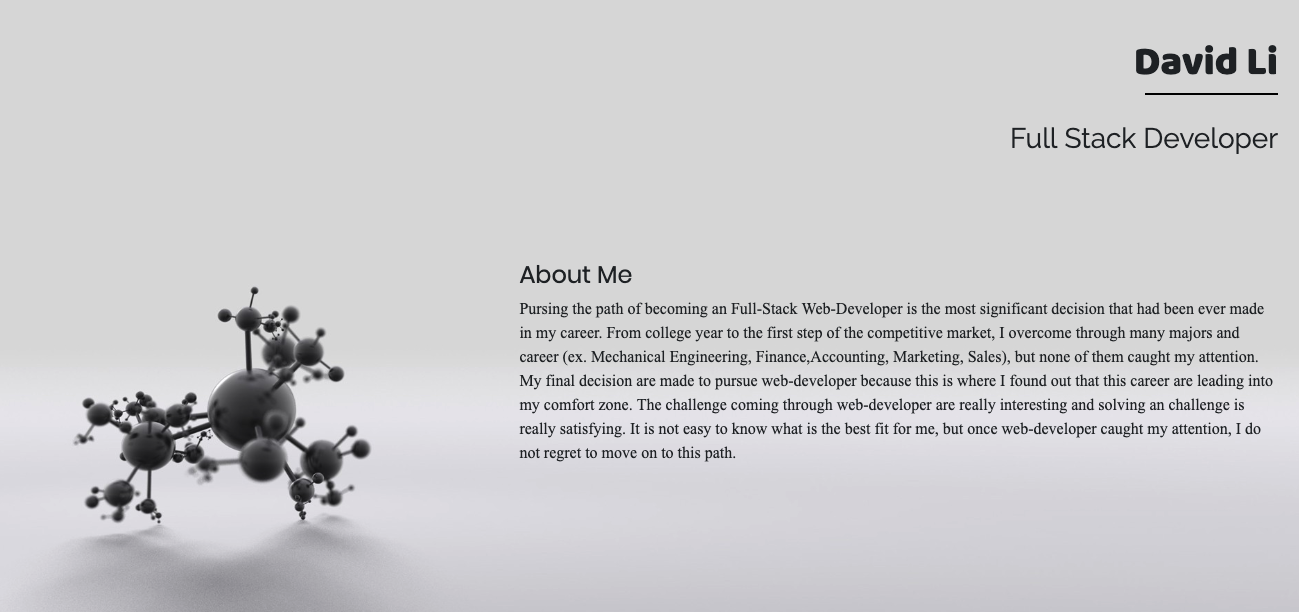 David Li
Full Stack Developer
About Me
Pursing the path of becoming an Full-Stack Web-Developer is the most significant decision that had been ever made
in my career. From college year to the first step of the competitive market, I overcome through many majors and
career (ex. Mechanical Engineering, Finance,Accounting, Marketing, Sales), but none of them caught my attention.
My final decision are made to pursue web-developer because this is where I found out that this career are leading into
my comfort zone. The challenge coming through web-developer are really interesting and solving an challenge is
really satisfying. It is not easy to know what is the best fit for me, but once web-developer caught my attention, I do
not regret to move on to this path.